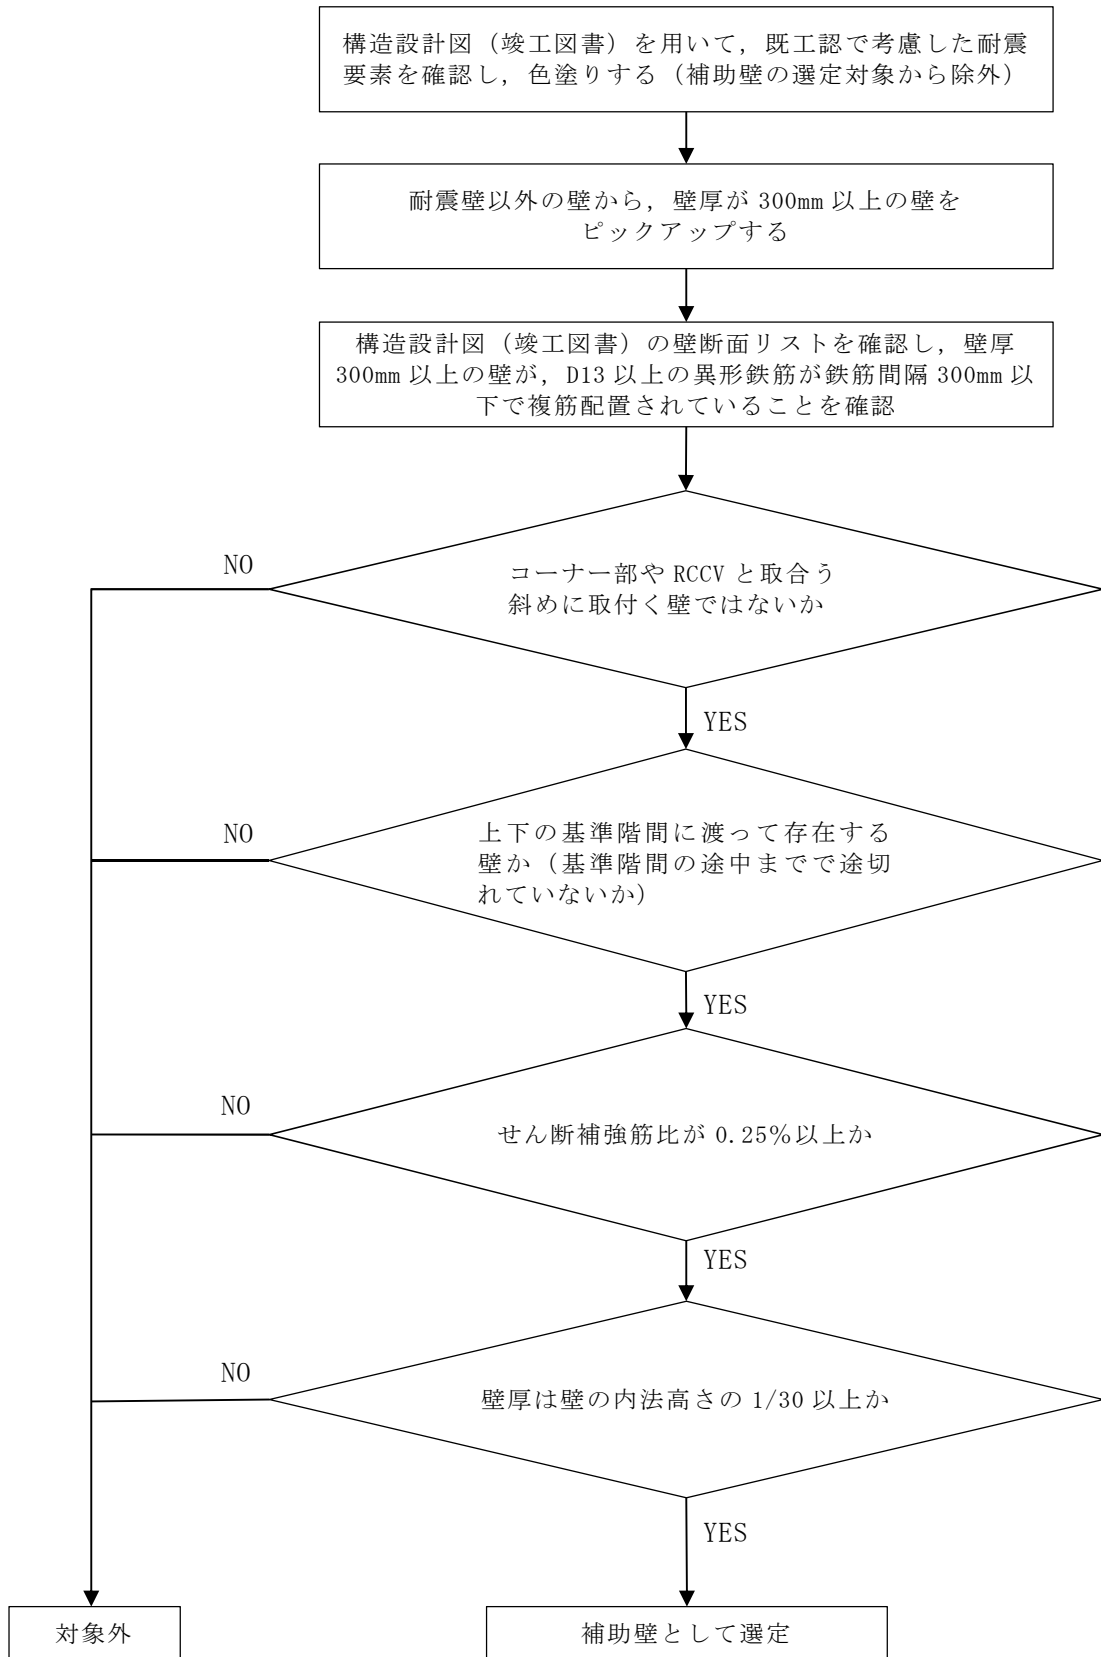 構造設計図（竣工図書）を用いて，既工認で考慮した耐震
要素を確認し，色塗りする（補助壁の選定対象から除外）
耐震壁以外の壁から，壁厚が 300mm 以上の壁を
ピックアップする
構造設計図（竣工図書）の壁断面リストを確認し，壁厚
300mm 以上の壁が，D13 以上の異形鉄筋が鉄筋間隔 300mm 以
下で複筋配置されていることを確認
NO
コーナー部や RCCV と取合う
斜めに取付く壁ではないか
YES
NO
上下の基準階間に渡って存在する
壁か（基準階間の途中までで途切
れていないか）
YES
NO
せん断補強筋比が 0.25％以上か
YES
NO
壁厚は壁の内法高さの 1/30 以上か
YES
対象外
補助壁として選定